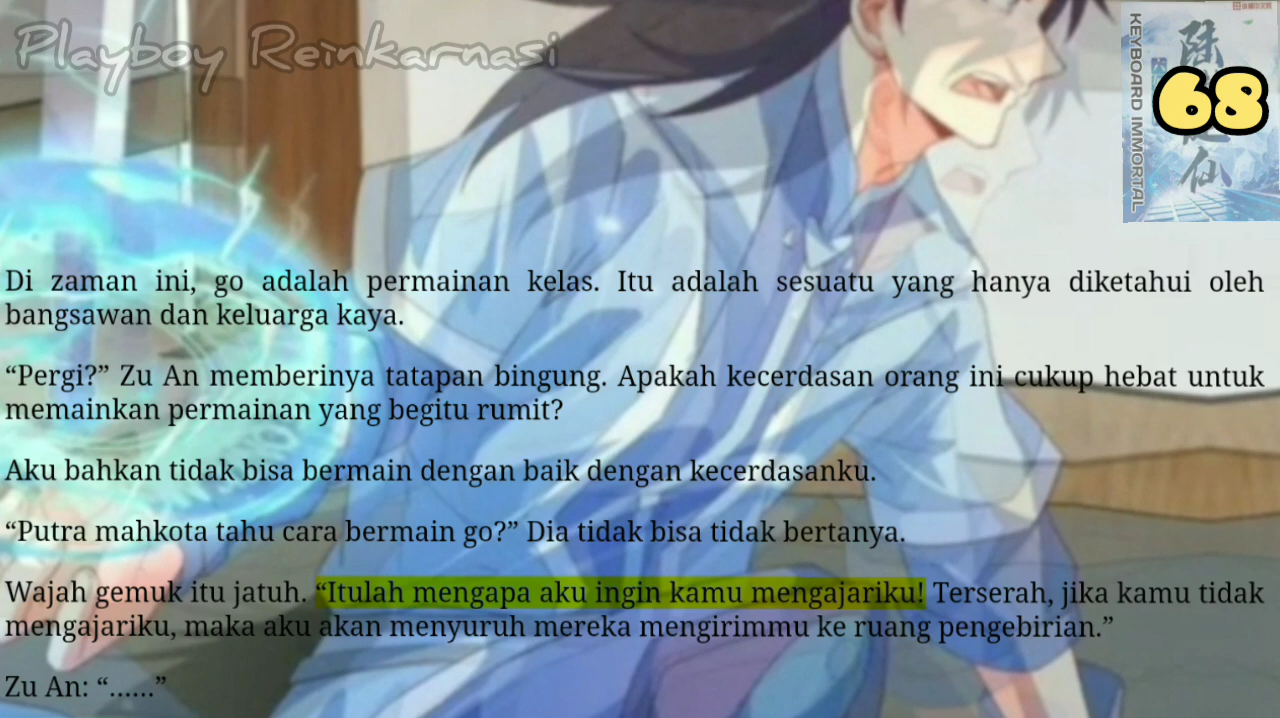 Playboy Reinkarnasi
KEYBOARD IMMORTAL
68
仙
Di zaman ini, go adalah permainan kelas. Itu adalah sesuatu yang hanya diketahui oleh
bangsawan dan keluarga kaya.
“Pergi?” Zu An memberinya tatapan bingung. Apakah kecerdasan orang ini cukup hebat untuk
memainkan permainan yang begitu rumit?
Aku bahkan tidak bisa bermain dengan baik dengan kecerdasanku.
“Putra mahkota tahu cara bermain go?” Dia tidak bisa tidak bertanya.
Wajah gemuk itu jatuh. “Itulah mengapa aku ingin kamu mengajariku! Terserah, jika kamu tidak
mengajariku, maka aku akan menyuruh mereka mengirimmu ke ruang pengebirian.”
Zu An: “......”